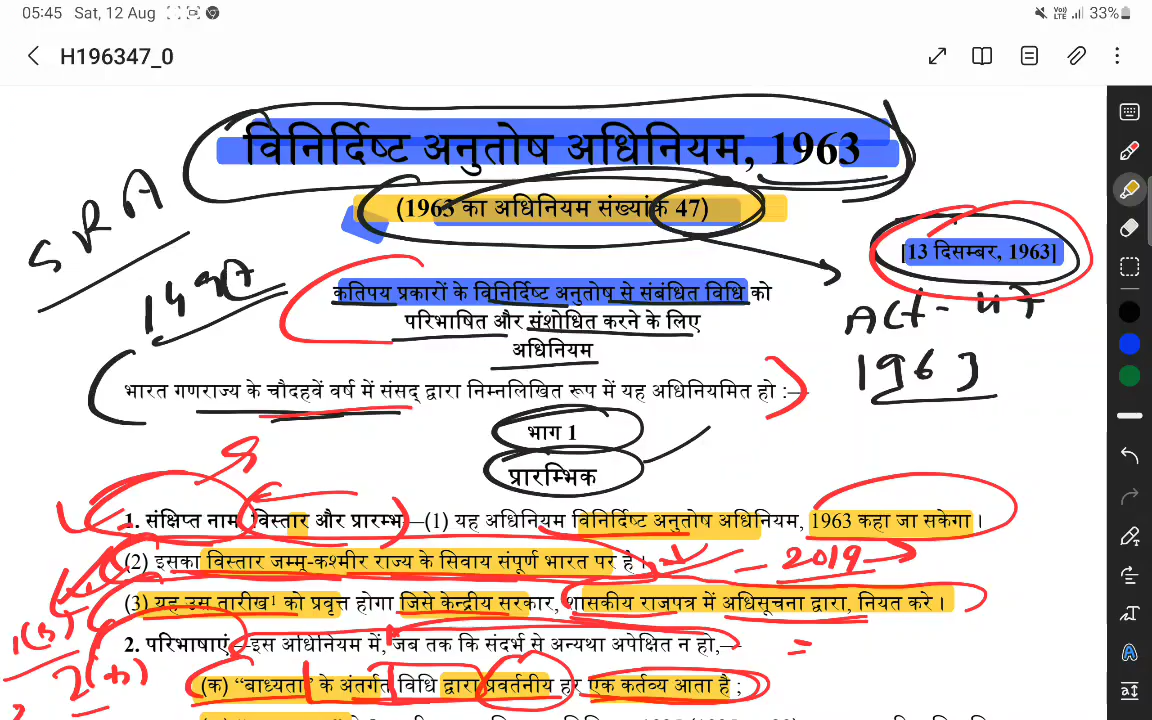 05:45 Sat, 12 Aug
33%
H196347_0
विनिर्दिष्ट अनुतोष अधिनियम, 1963
(1963 का अधिनियम संख्यांक 47)
SRA
[13 दिसम्बर, 1963]
कतिपय प्रकारों के विनिर्दिष्ट अनुतोष से संबंधित विधि को
परिभाषित और संशोधित करने के लिए
अधिनियम
Act - 47
1963
भारत गणराज्य के चौदहवें वर्ष में संसद् द्वारा निम्नलिखित रूप में यह अधिनियमित हो :—
भाग 1
प्रारम्भिक
1. संक्षिप्त नाम, विस्तार और प्रारम्भ—(1) यह अधिनियम विनिर्दिष्ट अनुतोष अधिनियम, 1963 कहा जा सकेगा ।
(2) इसका विस्तार जम्मू-कश्मीर राज्य के सिवाय संपूर्ण भारत पर है ।
2019
(3) यह उस तारीख¹ को प्रवृत्त होगा जिसे केन्द्रीय सरकार, शासकीय राजपत्र में अधिसूचना द्वारा, नियत करे ।
2. परिभाषाएं—इस अधिनियम में, जब तक कि संदर्भ से अन्यथा अपेक्षित न हो,—
(क) “बाध्यता” के अंतर्गत विधि द्वारा प्रवर्तनीय हर एक कर्तव्य आता है ;